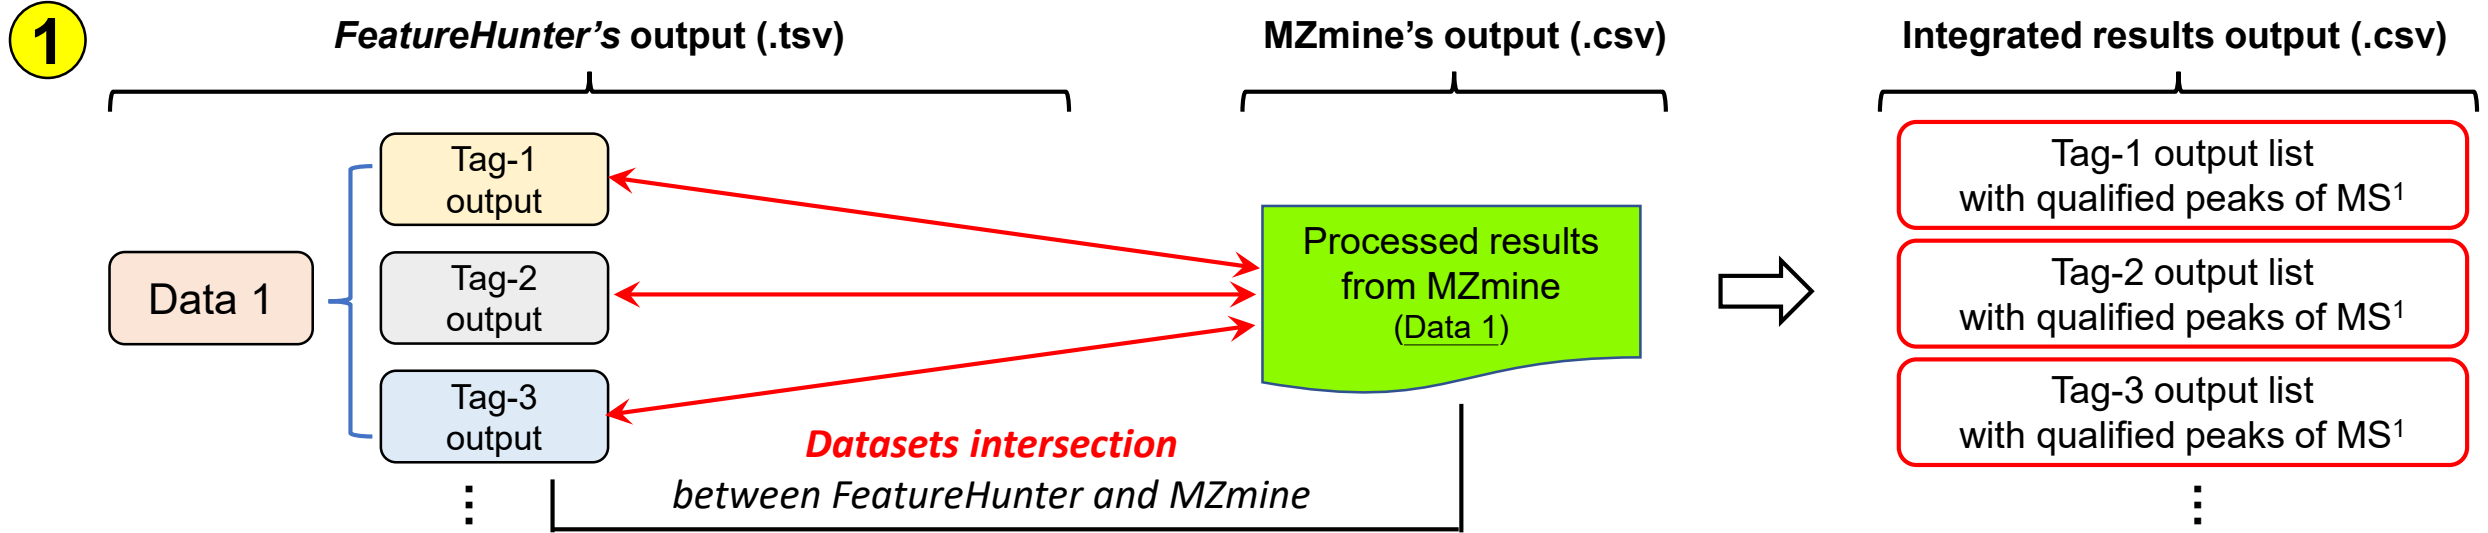 1
FeatureHunter's output (.tsv)
MZmine's output (.csv)
Integrated results output (.csv)
Data 1
Tag-1
output
Tag-2
output
Tag-3
output
⋮
Processed results
from MZmine
(Data 1)
Datasets intersection
between FeatureHunter and MZmine
Tag-1 output list
with qualified peaks of MS¹
Tag-2 output list
with qualified peaks of MS¹
Tag-3 output list
with qualified peaks of MS¹
⋮